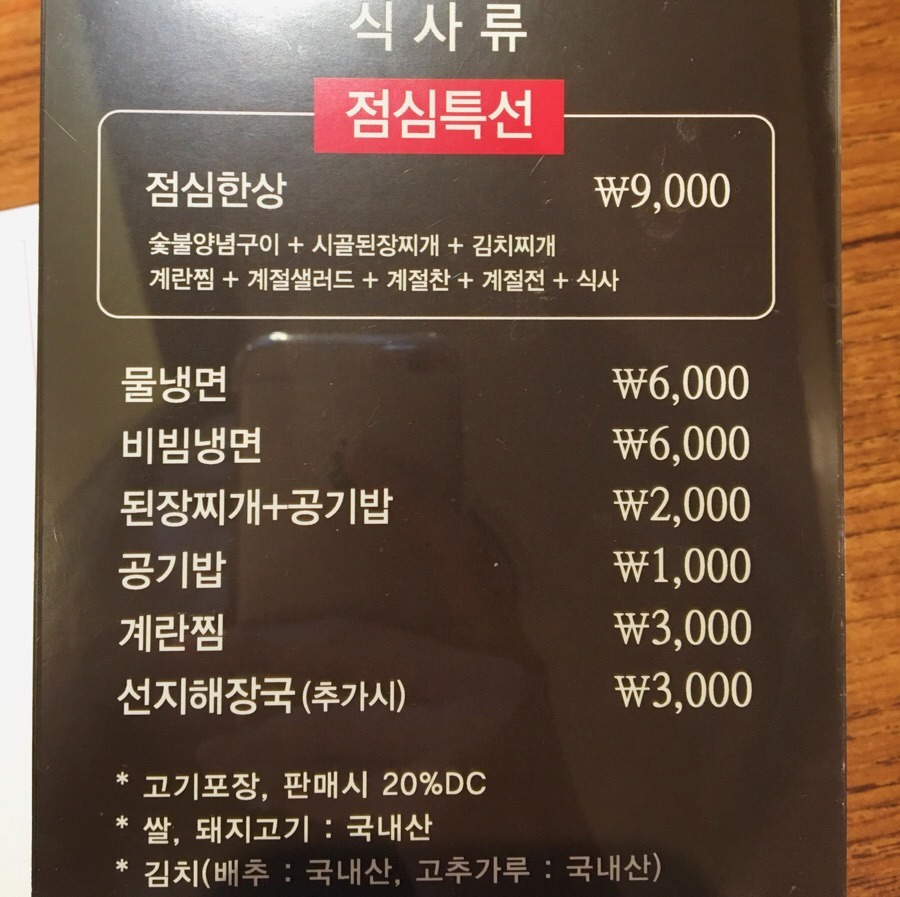 식사류
점심특선
점심한상 ₩9,000
숯불양념구이 + 시골된장찌개 + 김치찌개
계란찜 + 계절샐러드 + 계절찬 + 계절전 + 식사
물냉면 ₩6,000
비빔냉면 ₩6,000
된장찌개+공기밥 ₩2,000
공기밥 ₩1,000
계란찜 ₩3,000
선지해장국 (추가시) ₩3,000
* 고기포장, 판매시 20%DC
* 쌀, 돼지고기 : 국내산
* 김치(배추 : 국내산, 고추가루 : 국내산)